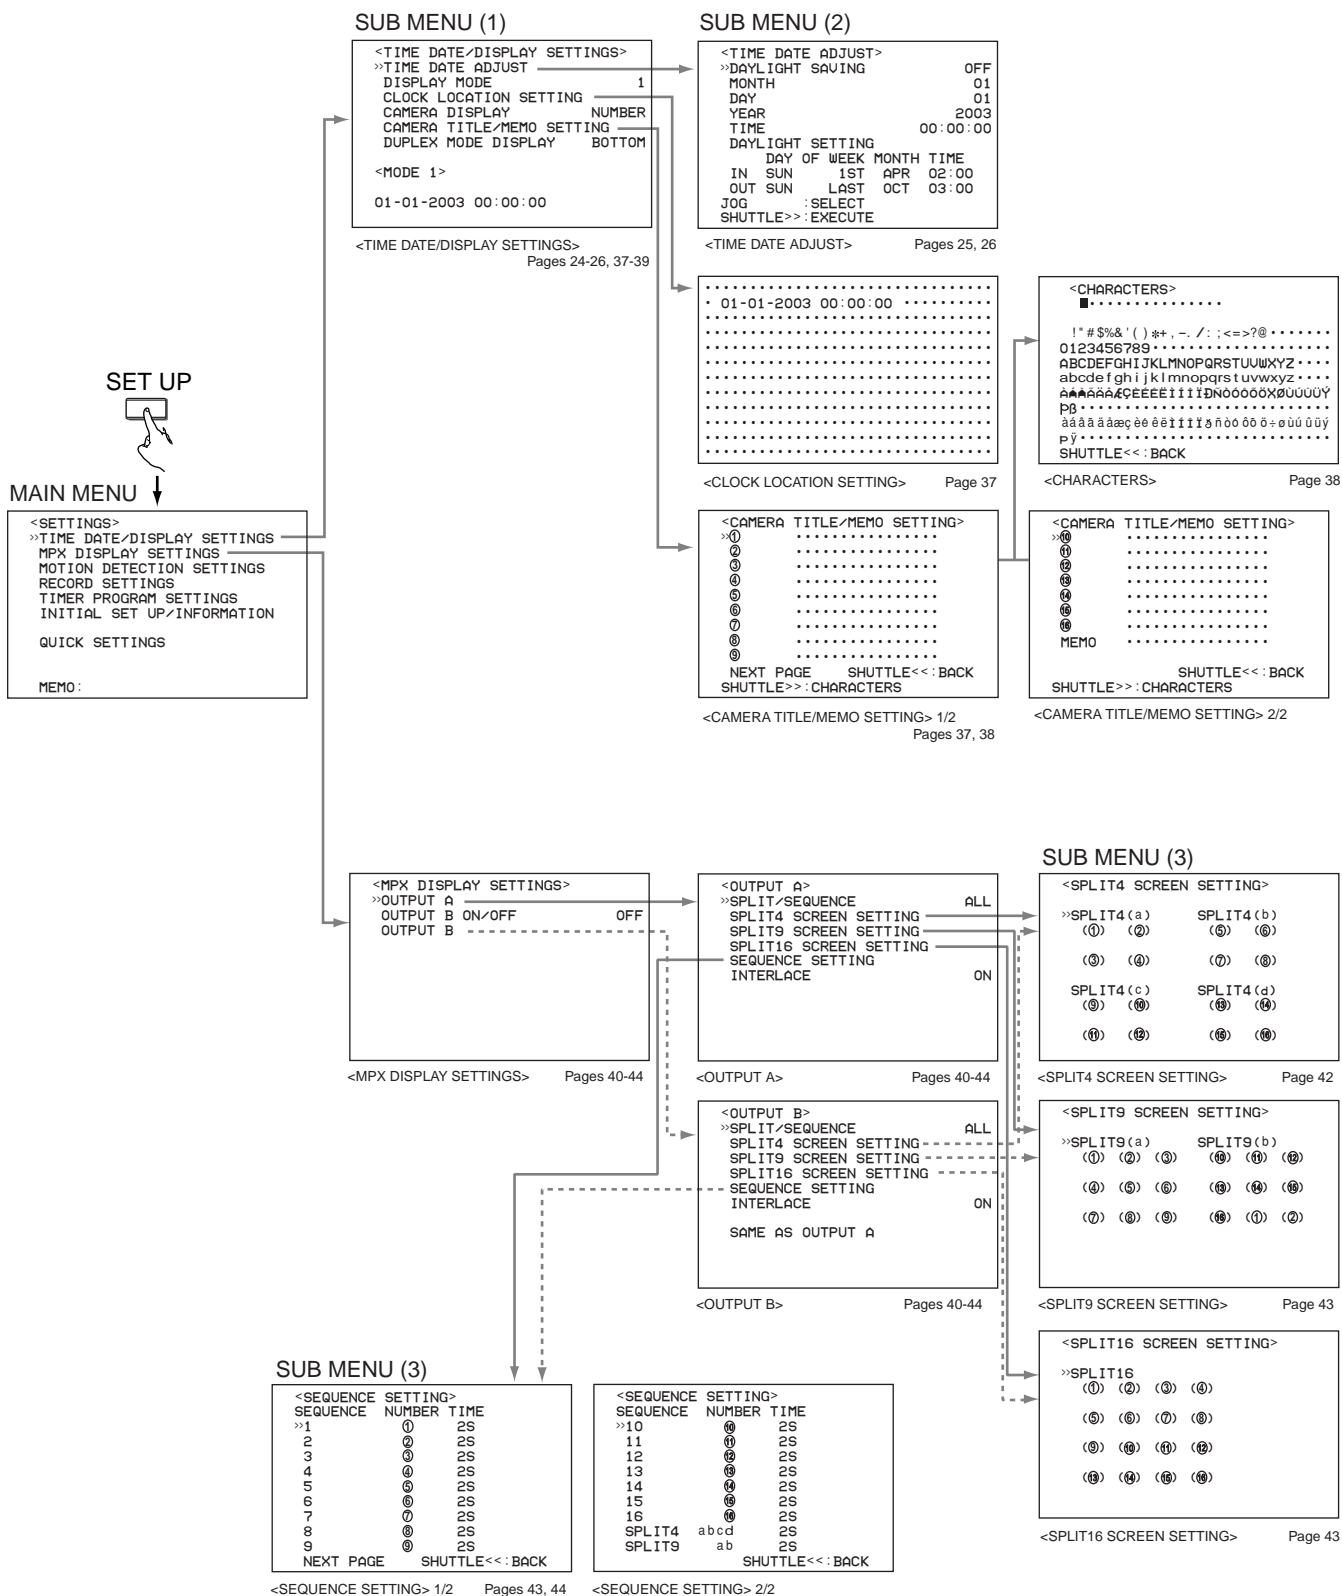 SUB MENU (1)
<TIME DATE/DISPLAY SETTINGS>
»TIME DATE ADJUST
DISPLAY MODE 1
CLOCK LOCATION SETTING
CAMERA DISPLAY NUMBER
CAMERA TITLE/MEMO SETTING
DUPLEX MODE DISPLAY BOTTOM
<MODE 1>
01-01-2003 00:00:00
<TIME DATE/DISPLAY SETTINGS>
Pages 24-26, 37-39
SUB MENU (2)
<TIME DATE ADJUST>
»DAYLIGHT SAVING OFF
MONTH 01
DAY 01
YEAR 2003
TIME 00:00:00
DAYLIGHT SETTING
DAY OF WEEK MONTH TIME
IN SUN 1ST APR 02:00
OUT SUN LAST OCT 03:00
JOG :SELECT
SHUTTLE>>:EXECUTE
<TIME DATE ADJUST> Pages 25, 26
01-01-2003 00:00:00
<CLOCK LOCATION SETTING> Page 37
<CHARACTERS>
!"#$%&'()*+,-./:;<=>?@
0123456789
ABCDEFGHIJKLMNOPQRSTUVWXYZ
abcdefghijklmnopqrstuvwxyz
SHUTTLE<<:BACK
<CHARACTERS> Page 38
SET UP
MAIN MENU
<SETTINGS>
»TIME DATE/DISPLAY SETTINGS
MPX DISPLAY SETTINGS
MOTION DETECTION SETTINGS
RECORD SETTINGS
TIMER PROGRAM SETTINGS
INITIAL SET UP/INFORMATION
QUICK SETTINGS
MEMO:
<CAMERA TITLE/MEMO SETTING>
»①
②
③
④
⑤
⑥
⑦
⑧
⑨
NEXT PAGE SHUTTLE<<:BACK
SHUTTLE>>:CHARACTERS
<CAMERA TITLE/MEMO SETTING> 1/2
Pages 37, 38
<CAMERA TITLE/MEMO SETTING>
»⑩
⑪
⑫
⑬
⑭
⑮
⑯
MEMO
SHUTTLE<<:BACK
SHUTTLE>>:CHARACTERS
<CAMERA TITLE/MEMO SETTING> 2/2
<MPX DISPLAY SETTINGS>
»OUTPUT A
OUTPUT B ON/OFF OFF
OUTPUT B
<MPX DISPLAY SETTINGS> Pages 40-44
<OUTPUT A>
»SPLIT/SEQUENCE ALL
SPLIT4 SCREEN SETTING
SPLIT9 SCREEN SETTING
SPLIT16 SCREEN SETTING
SEQUENCE SETTING
INTERLACE ON
<OUTPUT A> Pages 40-44
SUB MENU (3)
<SPLIT4 SCREEN SETTING>
»SPLIT4(a) SPLIT4(b)
(①) (②) (⑤) (⑥)
(③) (④) (⑦) (⑧)
SPLIT4(c) SPLIT4(d)
(⑨) (⑩) (⑬) (⑭)
(⑪) (⑫) (⑮) (⑯)
<SPLIT4 SCREEN SETTING> Page 42
<OUTPUT B>
»SPLIT/SEQUENCE ALL
SPLIT4 SCREEN SETTING
SPLIT9 SCREEN SETTING
SPLIT16 SCREEN SETTING
SEQUENCE SETTING
INTERLACE ON
SAME AS OUTPUT A
<OUTPUT B> Pages 40-44
<SPLIT9 SCREEN SETTING>
»SPLIT9(a) SPLIT9(b)
(①) (②) (③) (⑩) (⑪) (⑫)
(④) (⑤) (⑥) (⑬) (⑭) (⑮)
(⑦) (⑧) (⑨) (⑯) (①) (②)
<SPLIT9 SCREEN SETTING> Page 43
<SPLIT16 SCREEN SETTING>
»SPLIT16
(①) (②) (③) (④)
(⑤) (⑥) (⑦) (⑧)
(⑨) (⑩) (⑪) (⑫)
(⑬) (⑭) (⑮) (⑯)
<SPLIT16 SCREEN SETTING> Page 43
SUB MENU (3)
<SEQUENCE SETTING>
SEQUENCE NUMBER TIME
»1 ① 2S
2 ② 2S
3 ③ 2S
4 ④ 2S
5 ⑤ 2S
6 ⑥ 2S
7 ⑦ 2S
8 ⑧ 2S
9 ⑨ 2S
NEXT PAGE SHUTTLE<<:BACK
<SEQUENCE SETTING> 1/2 Pages 43, 44
<SEQUENCE SETTING>
SEQUENCE NUMBER TIME
»10 ⑩ 2S
11 ⑪ 2S
12 ⑫ 2S
13 ⑬ 2S
14 ⑭ 2S
15 ⑮ 2S
16 ⑯ 2S
SPLIT4 abcd 2S
SPLIT9 ab 2S
SHUTTLE<<:BACK
<SEQUENCE SETTING> 2/2